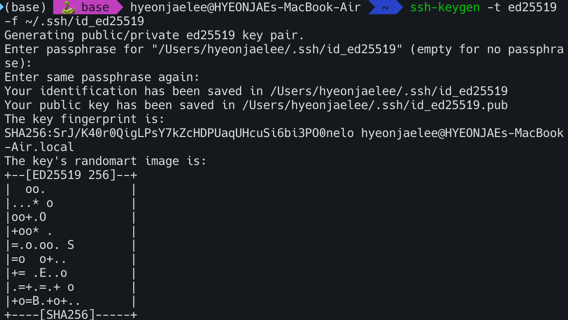 (base) base hyeonjaelee@HYEONJAEs-MacBook-Air ~ ssh-keygen -t ed25519
-f ~/.ssh/id_ed25519
Generating public/private ed25519 key pair.
Enter passphrase for "/Users/hyeonjaelee/.ssh/id_ed25519" (empty for no passphra
se):
Enter same passphrase again:
Your identification has been saved in /Users/hyeonjaelee/.ssh/id_ed25519
Your public key has been saved in /Users/hyeonjaelee/.ssh/id_ed25519.pub
The key fingerprint is:
SHA256:SrJ/K40r0QigLPsY7kZcHDPUaqUHcuSi6bi3PO0nelo hyeonjaelee@HYEONJAEs-MacBook
-Air.local
The key's randomart image is:
+--[ED25519 256]--+
|  oo.            |
|...* o           |
|oo+.O            |
|+oo* .           |
|=.o.oo. S        |
|=o  o+..         |
|+= .E..o         |
|.=+.=.+ o        |
|+o=B.+o+..       |
+----[SHA256]-----+